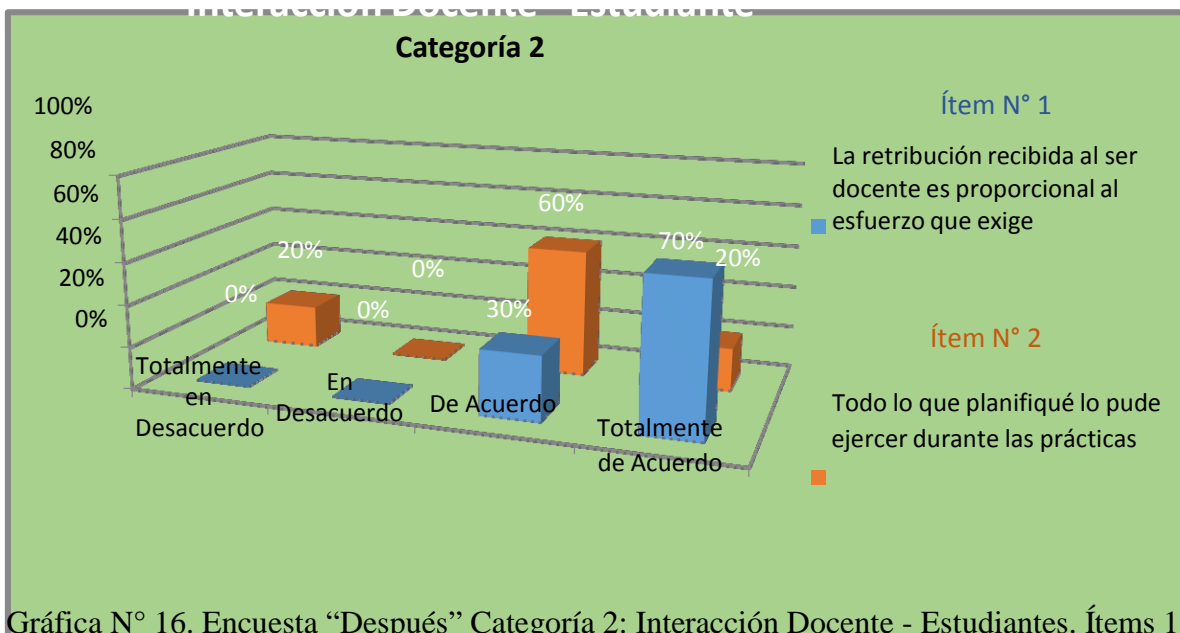 Interacción Docente - Estudiante
Categoría 2
100%
80%
60%
40%
20%
0%
0%
20%
0%
0%
30%
60%
70%
20%
Totalmente
en
Desacuerdo
En
Desacuerdo
De Acuerdo
Totalmente
de Acuerdo
Ítem N° 1
La retribución recibida al ser
docente es proporcional al
esfuerzo que exige
Ítem N° 2
Todo lo que planifiqué lo pude
ejercer durante las prácticas
Gráfica N° 16. Encuesta “Después” Categoría 2: Interacción Docente - Estudiantes. Ítems 1